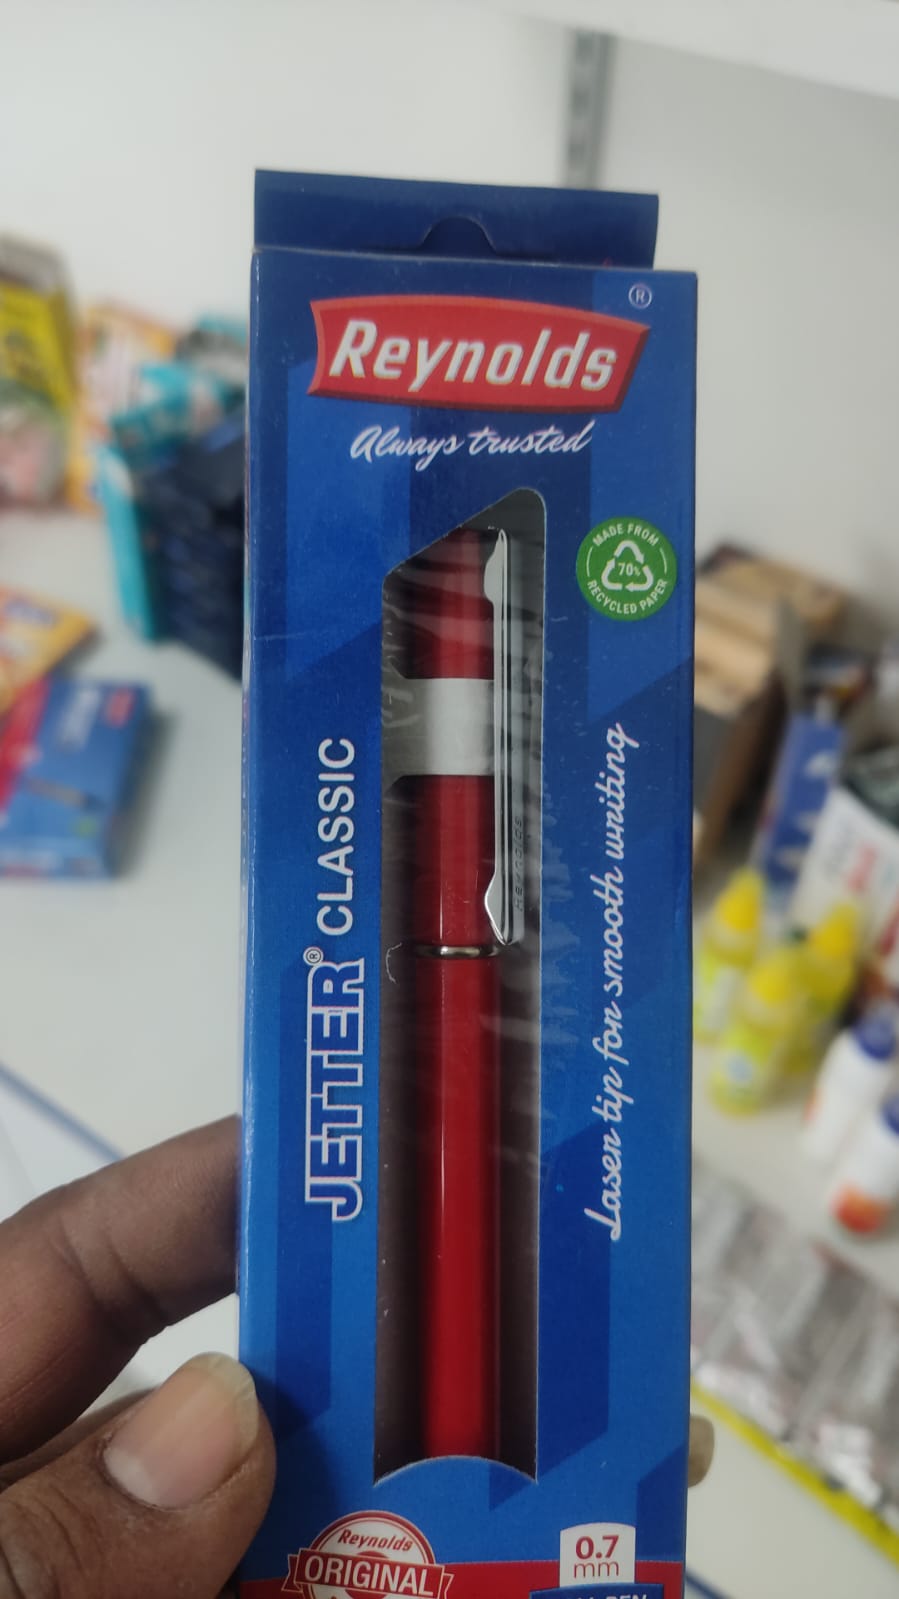 Reynolds®
Always trusted
MADE FROM
70%
RECYCLED PAPER
JETTER® CLASSIC
Reynolds
Laser tip for smooth writing
Reynolds
ORIGINAL
0.7
mm